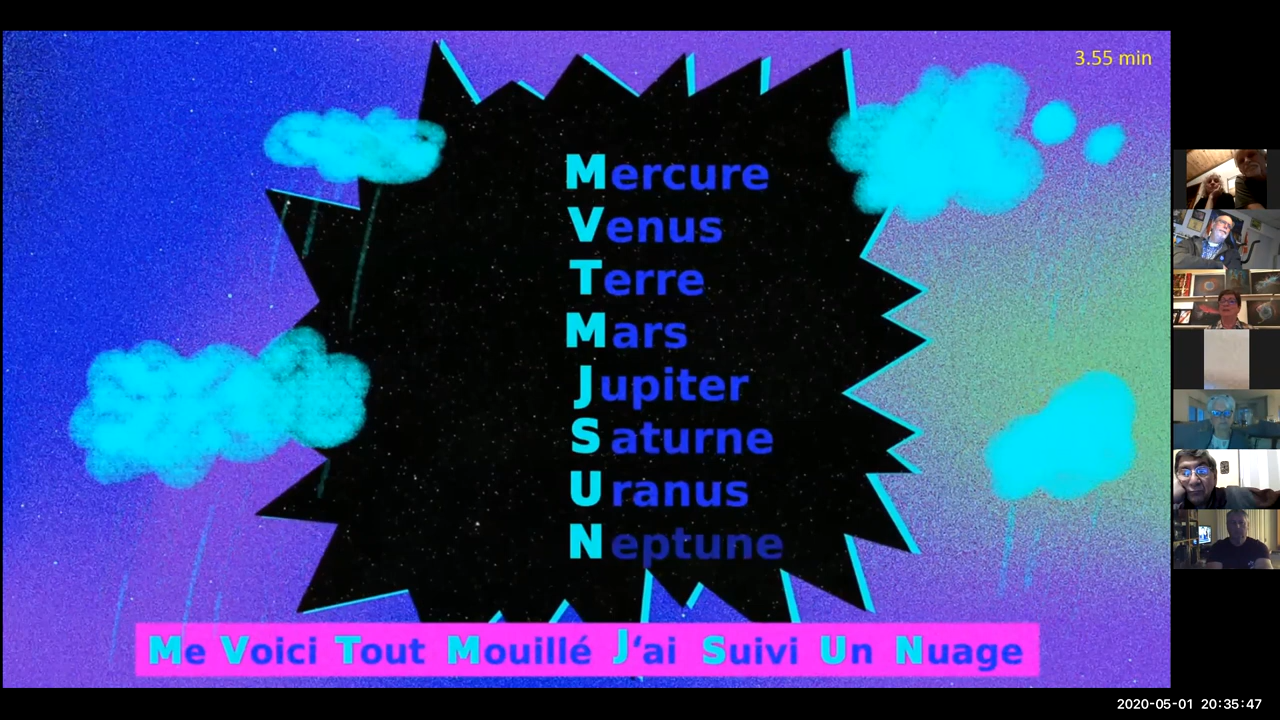 3.55 min
Mercure
Venus
Terre
Mars
Jupiter
Saturne
Uranus
Neptune
Me Voici Tout Mouillé J‘ai Suivi Un Nuage
2020-05-01 20:35:47